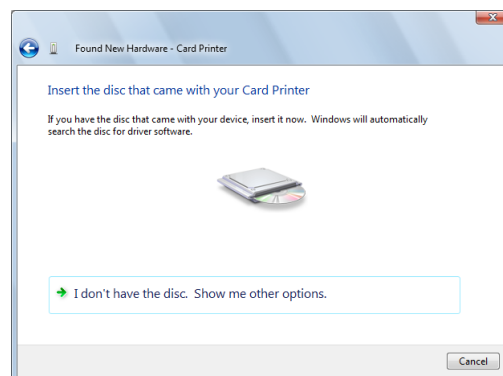 Found New Hardware - Card Printer
Insert the disc that came with your Card Printer
If you have the disc that came with your device, insert it now.  Windows will automatically
search the disc for driver software.
I don't have the disc.  Show me other options.
Cancel